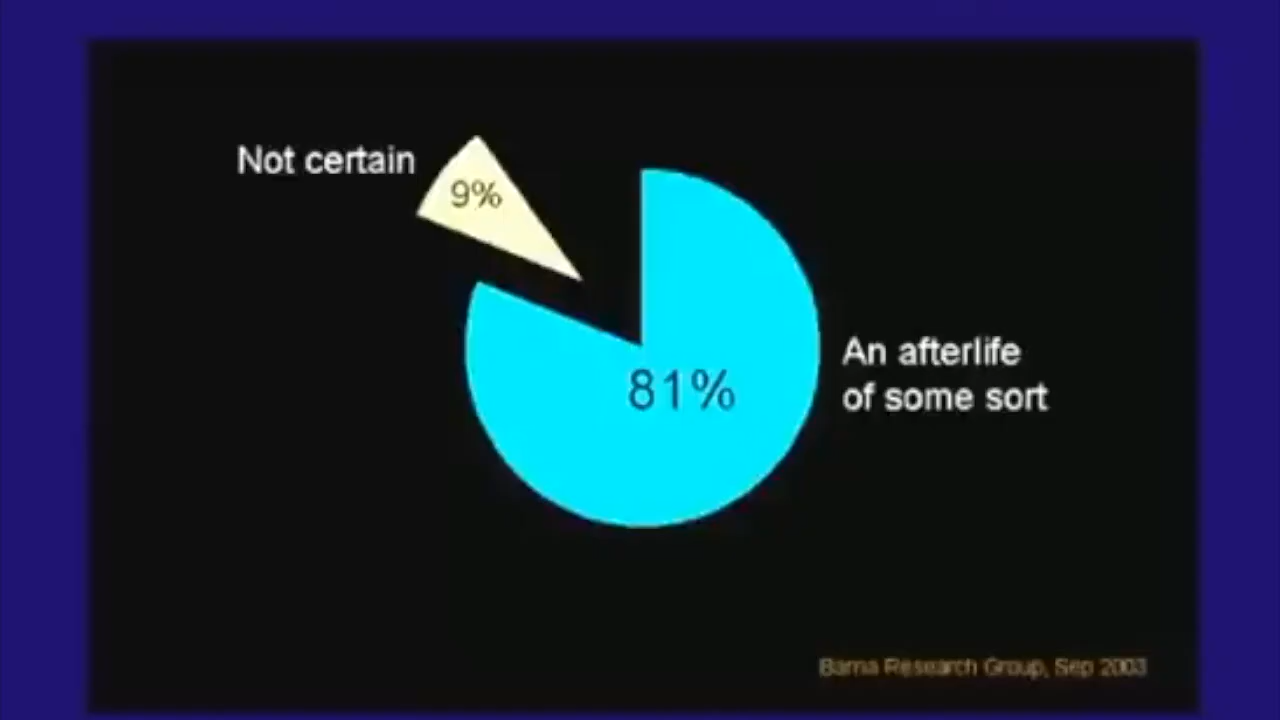 Not certain
9%
81%
An afterlife
of some sort
Barna Research Group, Sep 2003